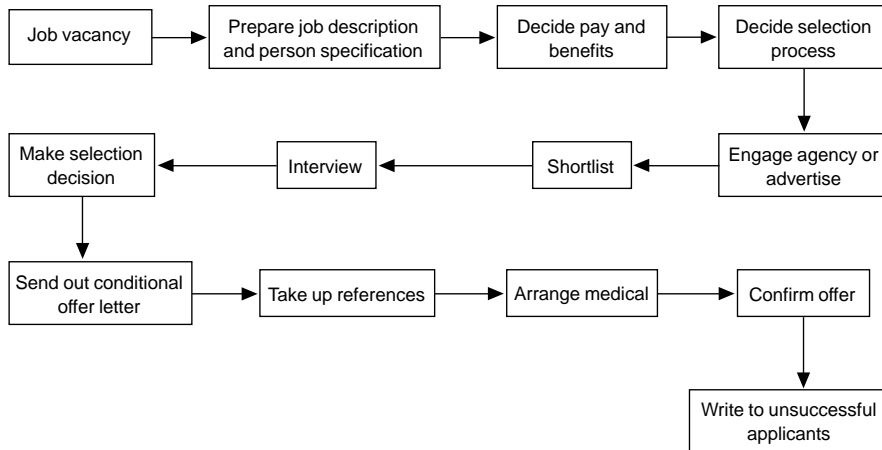 Job vacancy
Prepare job description
and person specification
Decide pay and
benefits
Decide selection
process
Engage agency or
advertise
Shortlist
Interview
Make selection
decision
Send out conditional
offer letter
Take up references
Arrange medical
Confirm offer
Write to unsuccessful
applicants